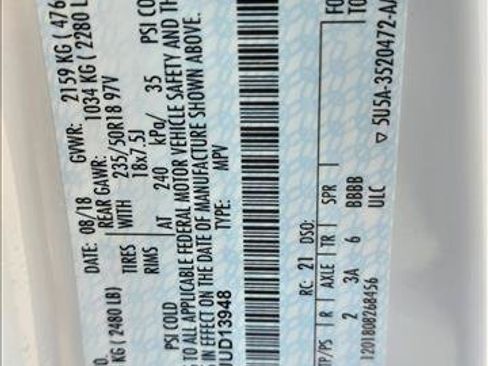 DATE: 08/18 GVWR: 2159 KG ( 476
REAR GAWR: 1034 KG ( 2280 L
KG ( 2480 LB) TIRES WITH 235/50R18 97V
RIMS 18x7.5J
PSI COLD AT 240 kPa/ 35 PSI CO
TO ALL APPLICABLE FEDERAL MOTOR VEHICLE SAFETY AND TH
IN EFFECT ON THE DATE OF MANUFACTURE SHOWN ABOVE.
UD13948 TYPE: MPV
RC: 21 DSO: FO
TP/PS R AXLE TR SPR TO
2 3A 6 BBBB
1201808268456 ULC ▽ 5U5A-3520472-A